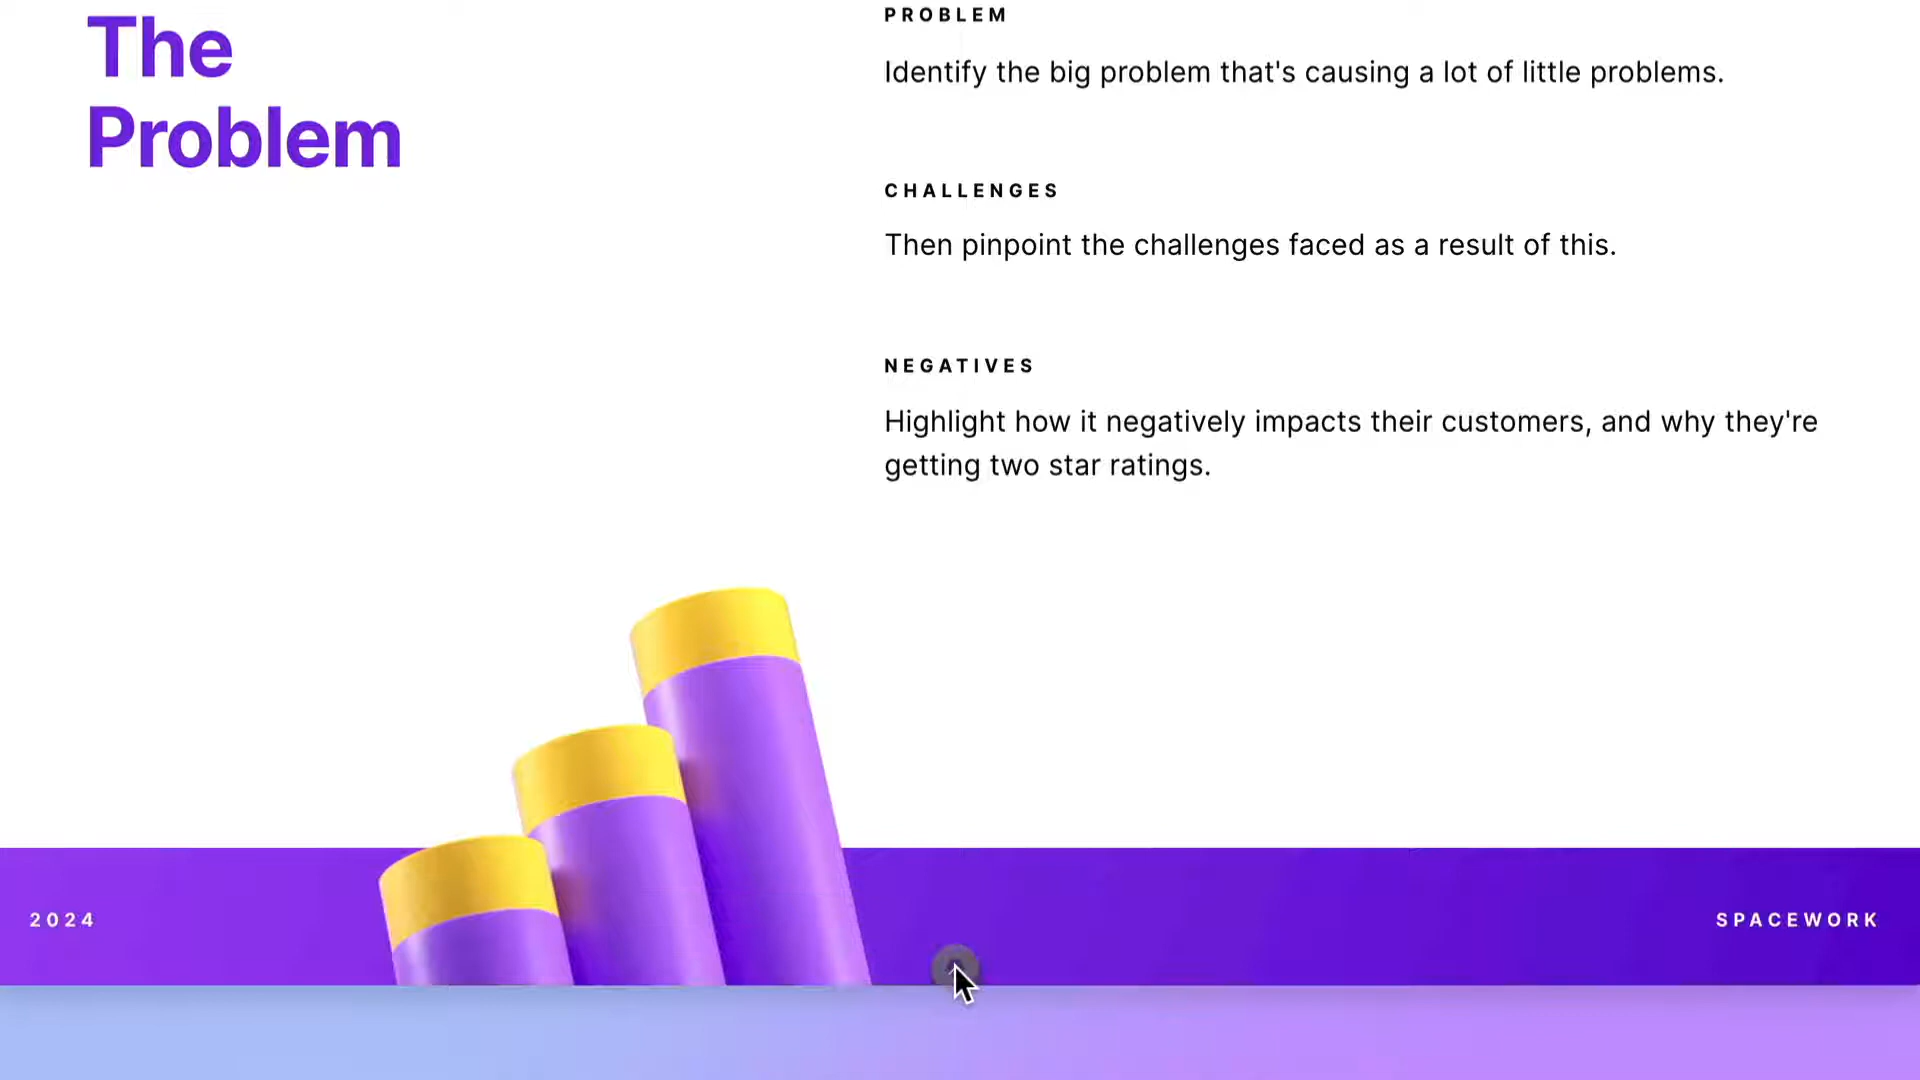 The
Problem
PROBLEM
Identify the big problem that's causing a lot of little problems.
CHALLENGES
Then pinpoint the challenges faced as a result of this.
NEGATIVES
Highlight how it negatively impacts their customers, and why they're
getting two star ratings.
2024
SPACEWORK